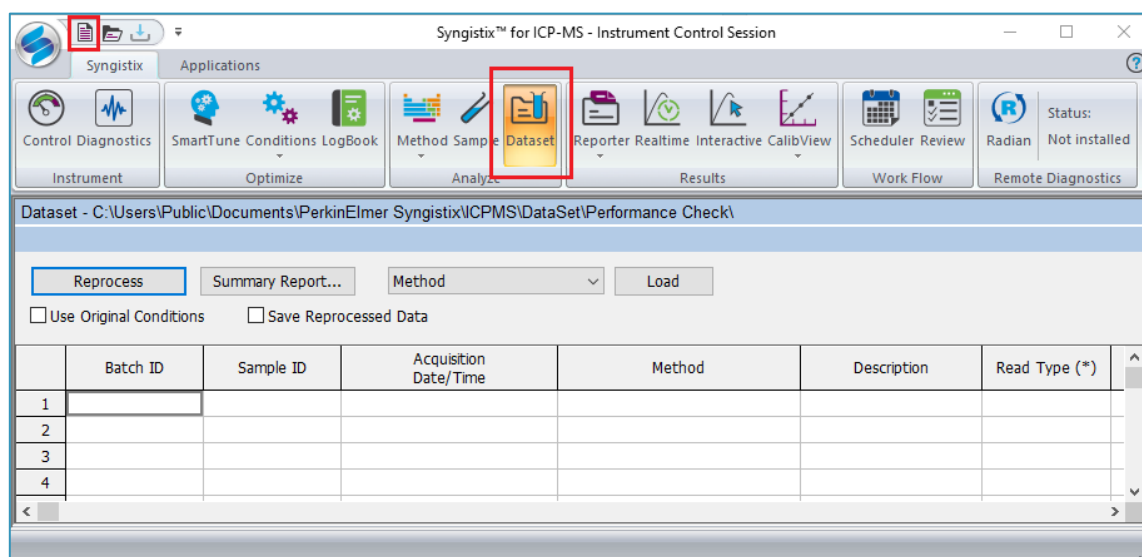 Syngistix™ for ICP-MS - Instrument Control Session
Syngistix Applications
Control Diagnostics SmartTune Conditions LogBook Method Sample Dataset Reporter Realtime Interactive CalibView Scheduler Review Radian Status: Not installed
Instrument Optimize Analyze Results Work Flow Remote Diagnostics
Dataset - C:\Users\Public\Documents\PerkinElmer Syngistix\ICPMS\DataSet\Performance Check\
Reprocess Summary Report... Method Load
Use Original Conditions Save Reprocessed Data
Batch ID Sample ID Acquisition Date/Time Method Description Read Type (*)
1
2
3
4